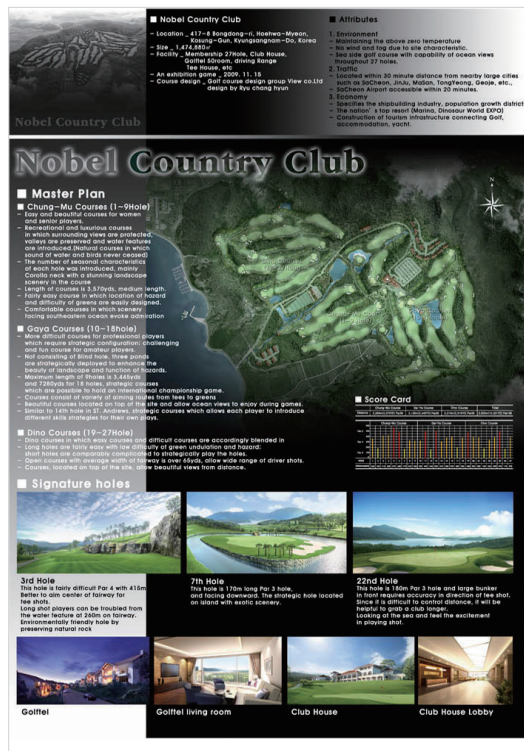 ■ Nobel Country Club
- Location _ 417-8 Bongdong-ri, Hoehwa-Myeon,
Kosung-Gun, Kyungsangnam-Do, Korea
- Size _ 1,474,880㎡
- Facility _ Membership 27Hole, Club House,
Golftel 50room, driving Range
Tee House, etc
- An exhibition game _ 2009. 11. 15
- Course design _ Golf course design group View co.Ltd
design by Ryu chang hyun
■ Attributes
1. Environment
- Maintaining the above zero temperature
- No wind and fog due to site characteristic.
- Sea side golf course with capability of ocean views
throughout 27 holes.
2. Traffic
- Located within 30 minute distance from nearly large cities
such as SaCheon, JinJu, MaSan, TongYeong, Geoje, etc.,
- SaCheon Airport accessible within 20 minutes.
3. Economy
- Specifies the shipbuilding industry, population growth district
- The nation's top resort (Marina, Dinosaur World EXPO)
- Construction of tourism infrastructure connecting Golf,
accommodation, yacht.
Nobel Country Club
Nobel Country Club
■ Master Plan
■ Chung-Mu Courses (1~9Hole)
- Easy and beautiful courses for women
and senior players.
- Recreational and luxurious courses
in which surrounding views are protected,
valleys are preserved and water features
are introduced.(Natural courses in which
sound of water and birds never ceased)
- The number of seasonal characteristics
of each hole was introduced, mainly
Corolla neck with a stunning landscape
scenery in the course
- Length of courses is 3,570yds, medium length.
- Fairly easy course in which location of hazard
and difficulty of greens are easily designed.
- Comfortable courses in which scenery
facing southeastern ocean evoke admiration
■ Gaya Courses (10~18hole)
- More difficult courses for professional players
which require strategic configuration; challenging
and fun course for amateur players.
- Not consisting of Blind hole, three ponds
are strategically deployed to enhance the
beauty of landscape and function of hazards.
- Maximum length of 9holes is 3,445yds
and 7280yds for 18 holes, strategic courses
which are possible to hold an international championship game.
- Courses consist of variety of aiming routes from tees to greens
- Beautiful courses located on top of the site and allow ocean views to enjoy during games.
- Similar to 14th hole in ST. Andrews, strategic courses which allows each player to introduce
different skills strategies for their own plays.
■ Dino Courses (19~27Hole)
- Dino courses in which easy courses and difficult courses are accordingly blended in
- Long holes are fairly easy with low difficulty of green undulation and hazard;
short holes are comparably complicated to strategically play the holes.
- Open courses with average width of fairway is over 65yds, allow wide range of driver shots.
- Courses, located on top of the site, allow beautiful views from distance.
■ Score Card
■ Signature holes
3rd Hole
This hole is fairly difficult Par 4 with 415m
Better to aim center of fairway for
tee shots.
Long shot players can be troubled from
the water feature at 260m on fairway.
Environmentally friendly hole by
preserving natural rock
7th Hole
This hole is 170m long Par 3 hole,
and facing downward. The strategic hole located
on island with exotic scenery.
22nd Hole
This hole is 180m Par 3 hole and large bunker
in front requires accuracy in direction of tee shot.
Since it is difficult to control distance, it will be
helpful to grab a club longer.
Looking at the sea and feel the excitement
in playing shot.
Golftel
Golftel living room
Club House
Club House Lobby